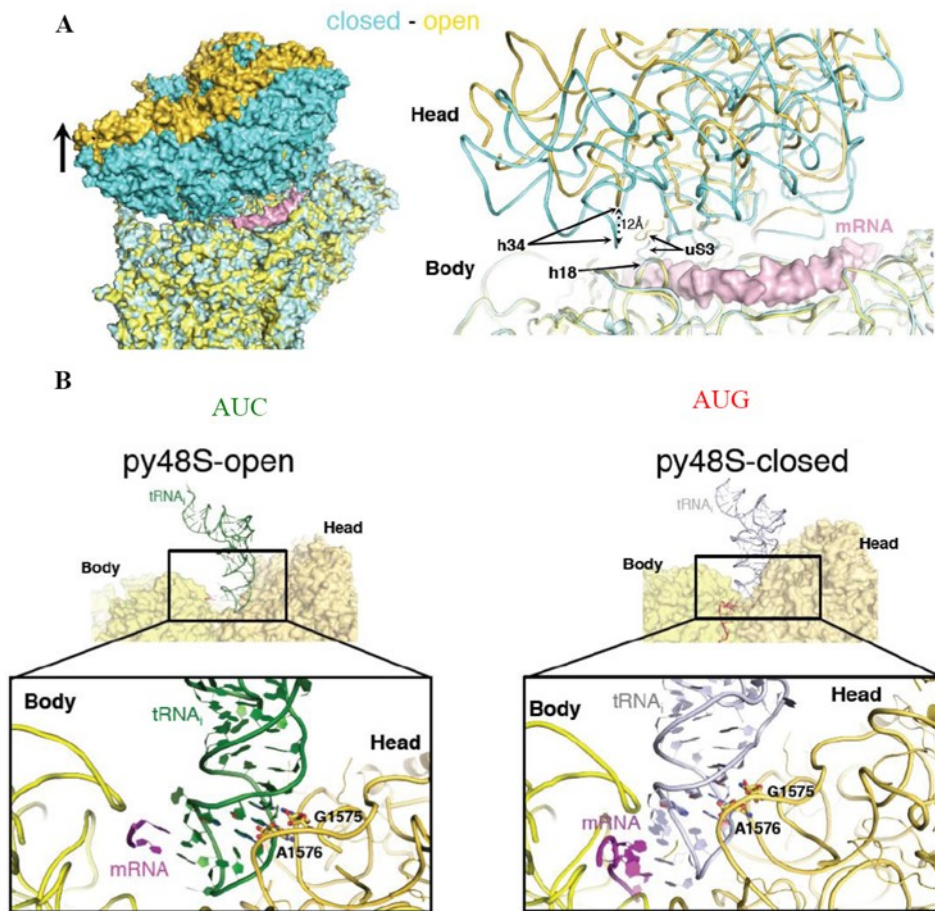 A
closed - open
Head
12Å
h34
uS3
mRNA
Body
h18
B
AUC
AUG
py48S-open
py48S-closed
tRNAi
Head
Body
tRNAi
Head
Body
Body
tRNAi
Head
G1575
A1576
mRNA
Body
tRNAi
Head
G1575
A1576
mRNA